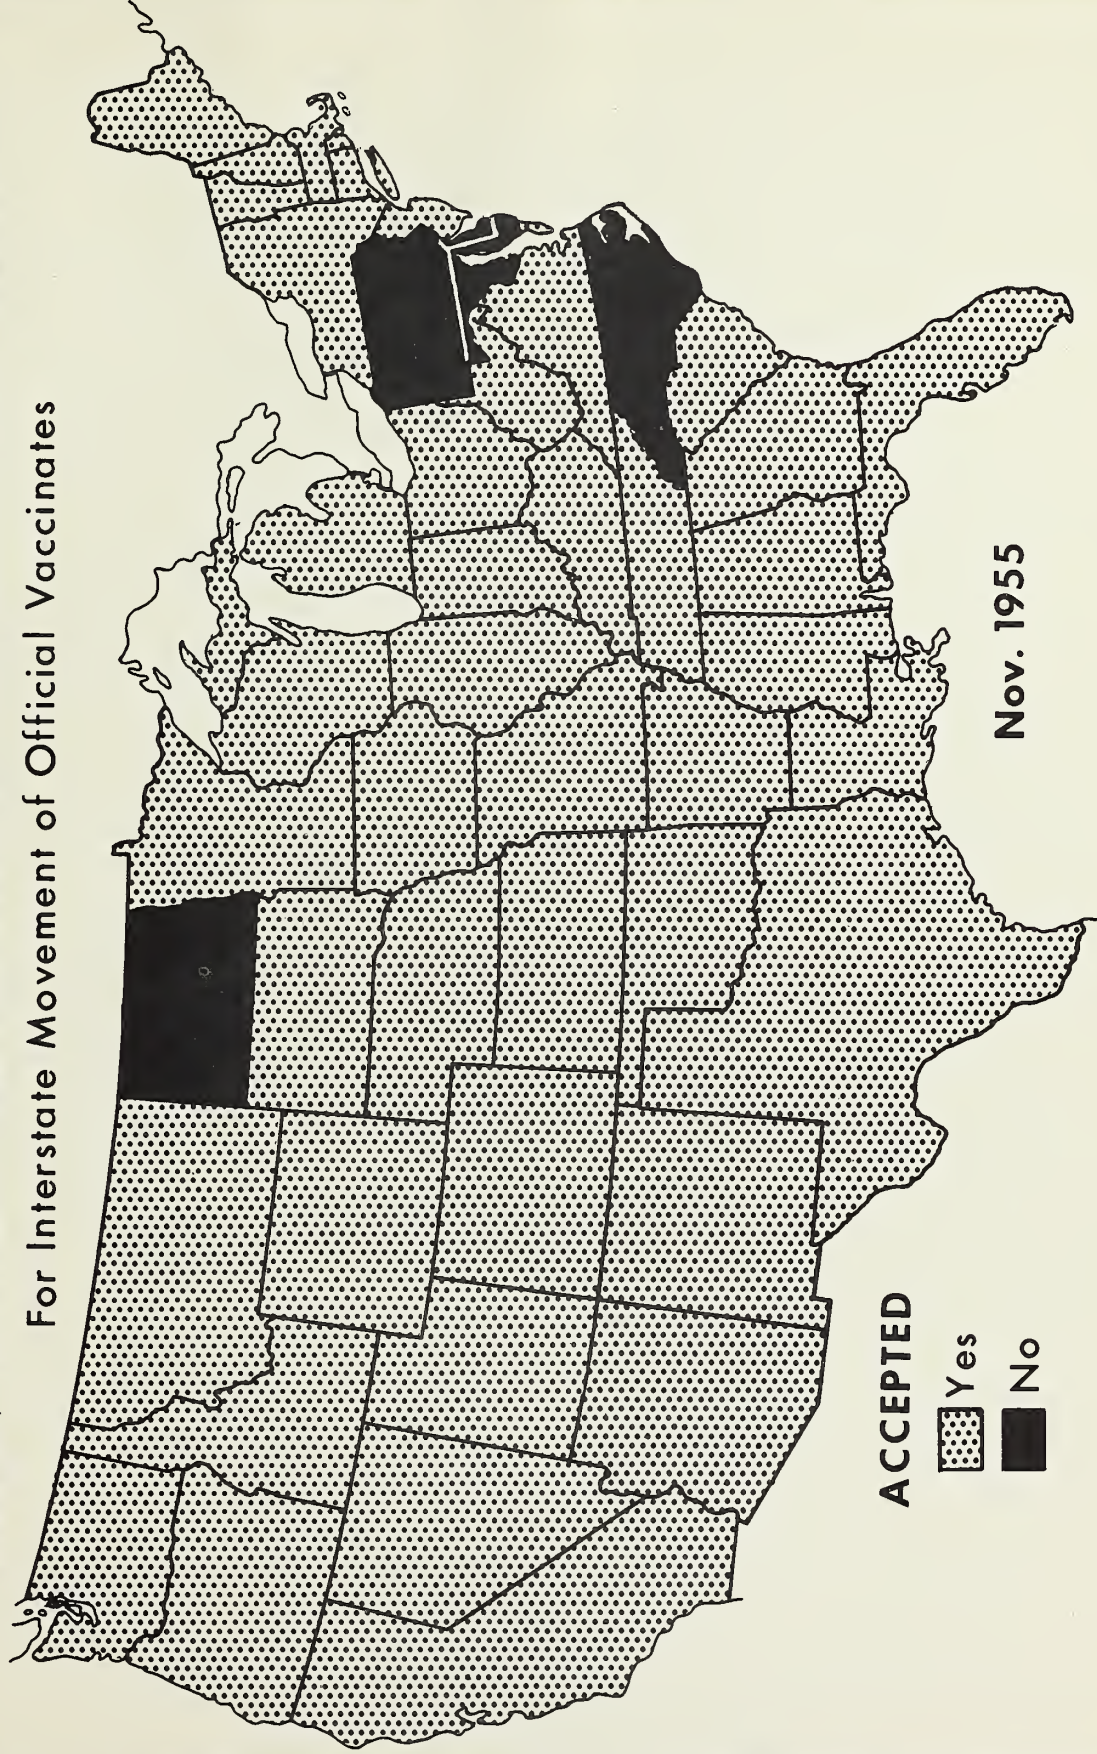 For Interstate Movement of Official Vaccinates
Nov. 1955
ACCEPTED
Yes
No